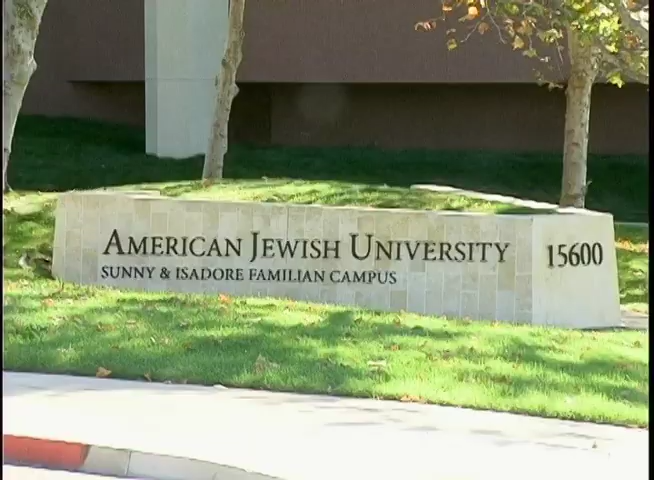 AMERICAN JEWISH UNIVERSITY
SUNNY & ISADORE FAMILIAN CAMPUS
15600